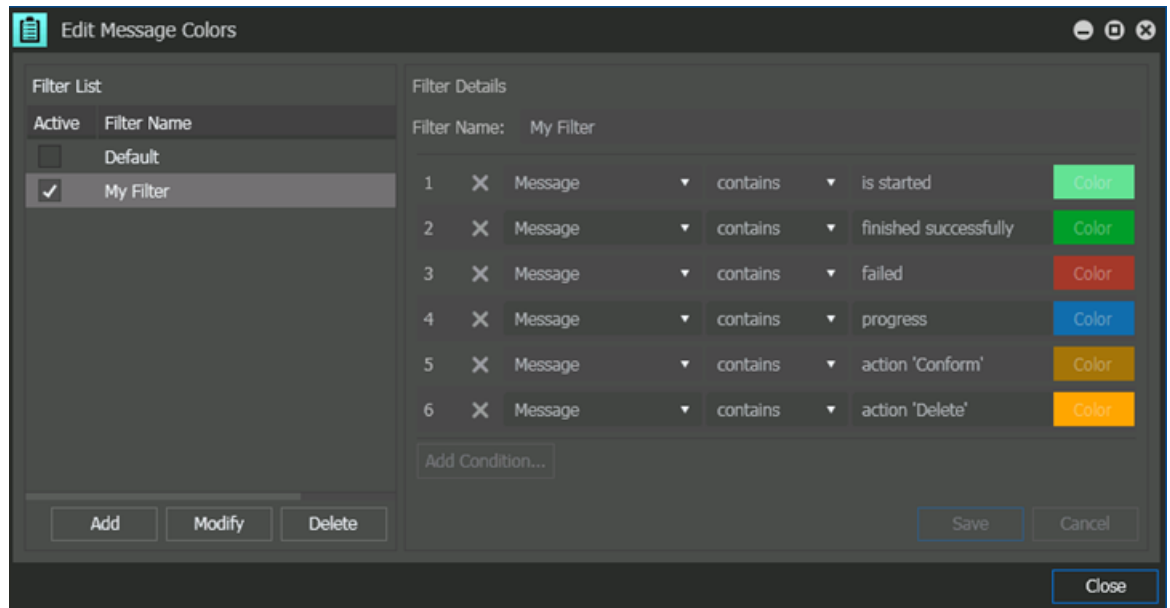 Edit Message Colors
Filter List
Active Filter Name
Default
My Filter
Add Modify Delete
Filter Details
Filter Name: My Filter
1 Message contains is started Color
2 Message contains finished successfully Color
3 Message contains failed Color
4 Message contains progress Color
5 Message contains action 'Conform' Color
6 Message contains action 'Delete' Color
Add Condition...
Save Cancel
Close